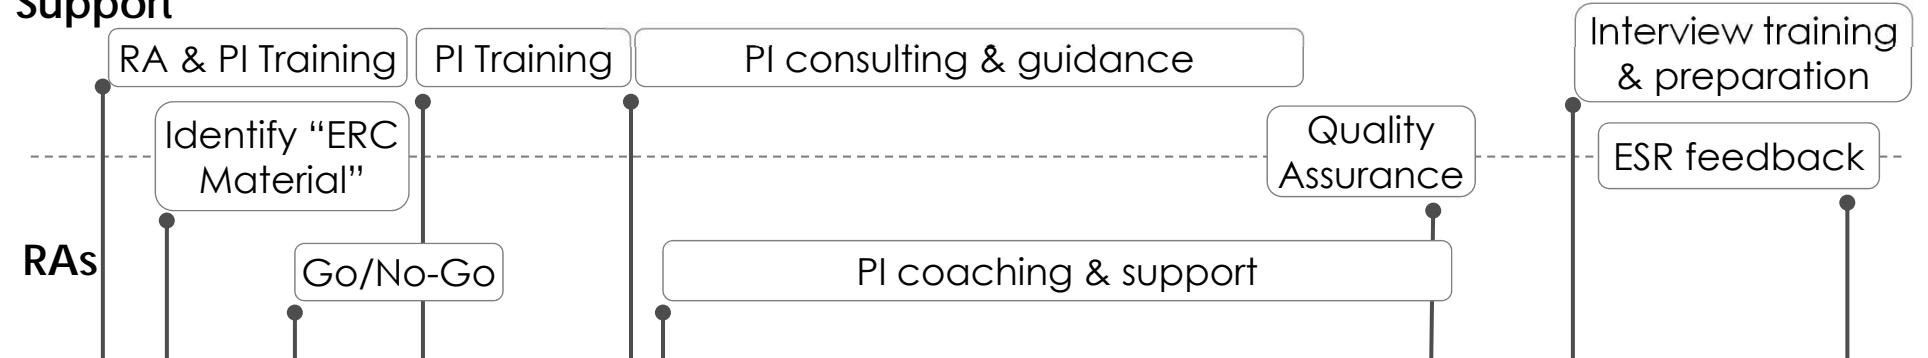 Support
RA & PI Training
PI Training
PI consulting & guidance
Interview training
& preparation
Identify “ERC
Material”
Quality
Assurance
ESR feedback
RAs
Go/No-Go
PI coaching & support